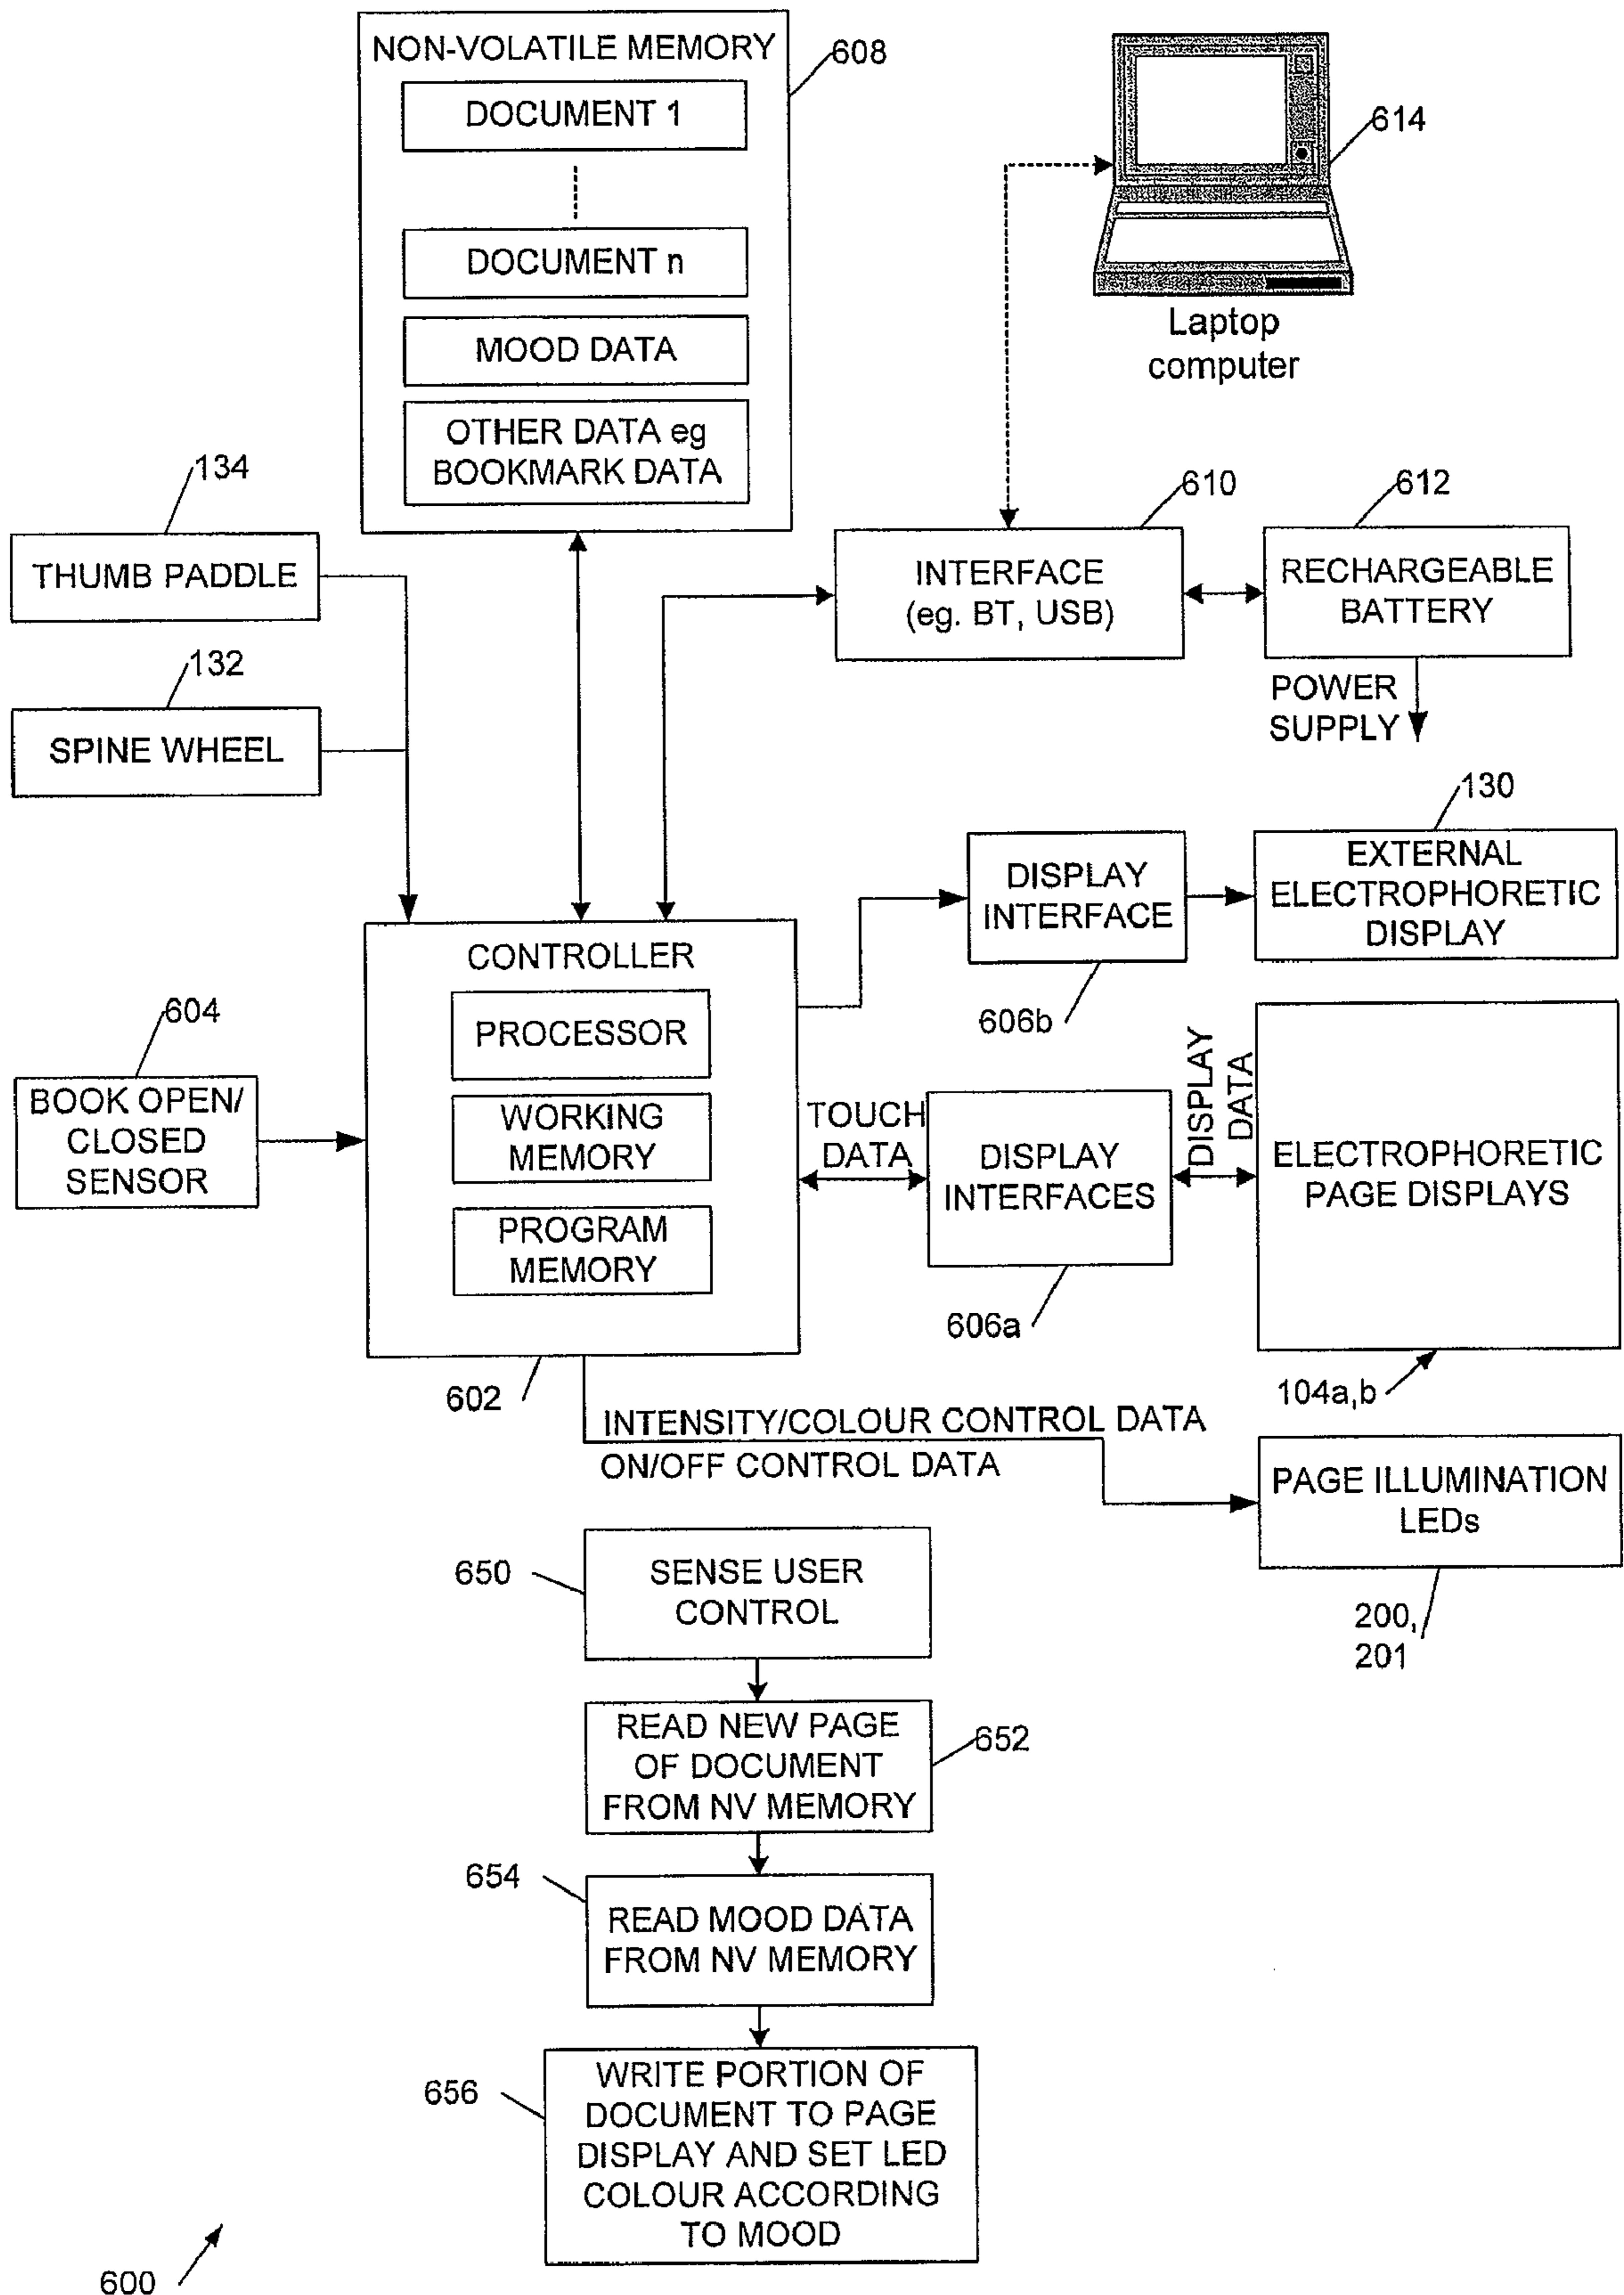 NON-VOLATILE MEMORY
608
DOCUMENT 1
DOCUMENT n
MOOD DATA
OTHER DATA eg
BOOKMARK DATA
614
Laptop
computer
134
THUMB PADDLE
132
SPINE WHEEL
610
INTERFACE
(eg. BT, USB)
612
RECHARGEABLE
BATTERY
POWER
SUPPLY
130
EXTERNAL
ELECTROPHORETIC
DISPLAY
DISPLAY
INTERFACE
606b
CONTROLLER
PROCESSOR
WORKING
MEMORY
PROGRAM
MEMORY
602
604
BOOK OPEN/
CLOSED
SENSOR
TOUCH
DATA
DISPLAY
INTERFACES
606a
DISPLAY
DATA
ELECTROPHORETIC
PAGE DISPLAYS
104a,b
INTENSITY/COLOUR CONTROL DATA
ON/OFF CONTROL DATA
PAGE ILLUMINATION
LEDs
200,
201
650
SENSE USER
CONTROL
READ NEW PAGE
OF DOCUMENT
FROM NV MEMORY
652
654
READ MOOD DATA
FROM NV MEMORY
656
WRITE PORTION OF
DOCUMENT TO PAGE
DISPLAY AND SET LED
COLOUR ACCORDING
TO MOOD
600